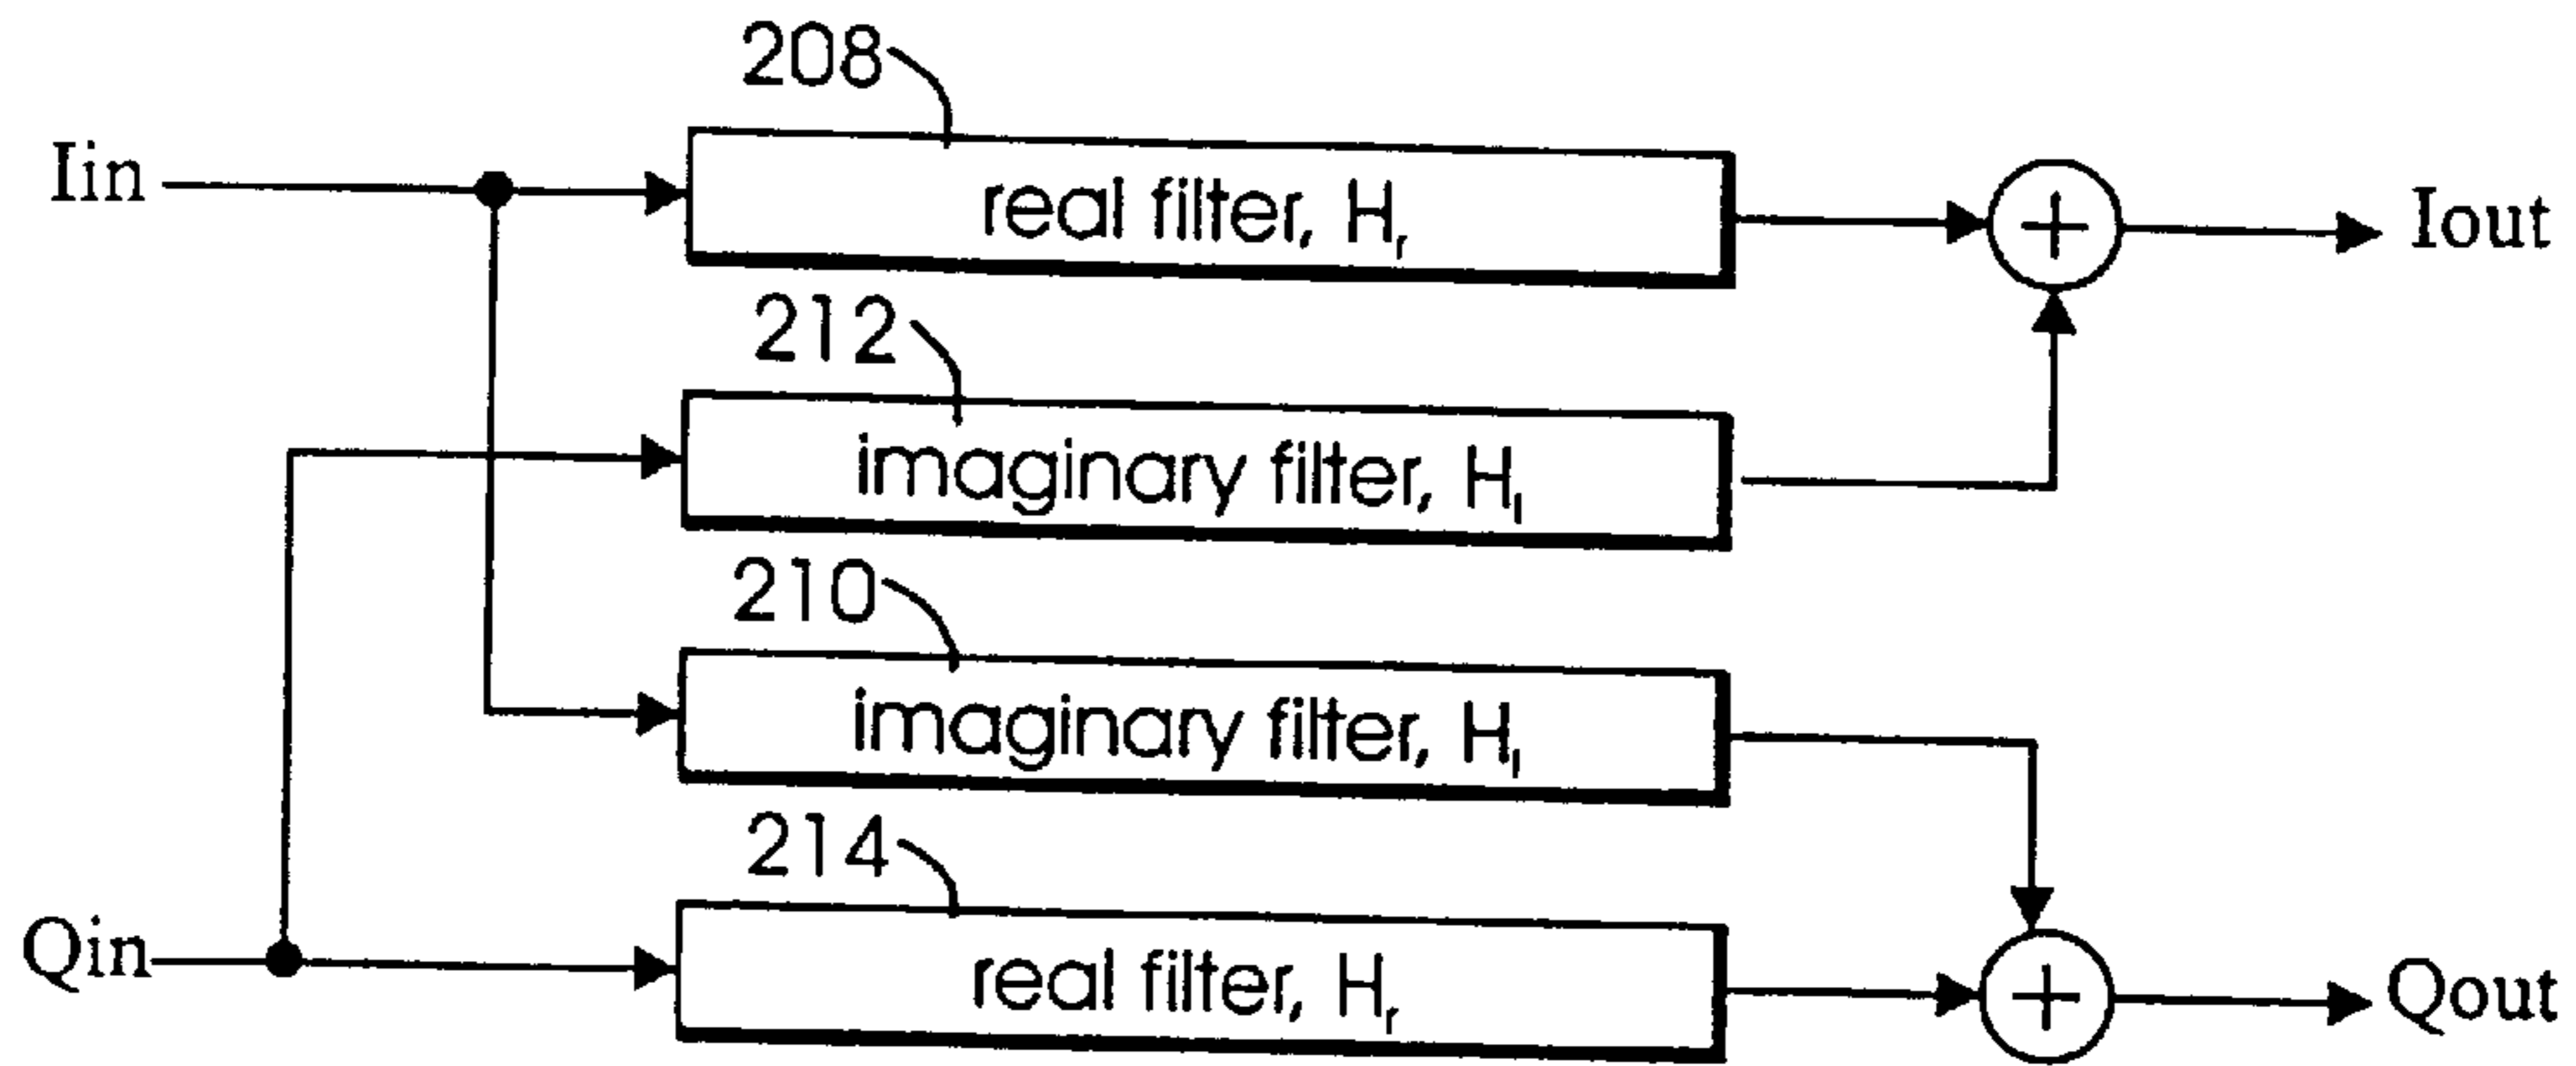 208
Iin
real filter, Hr
Iout
212
imaginary filter, HI
210
imaginary filter, HI
214
Qin
real filter, Hr
Qout